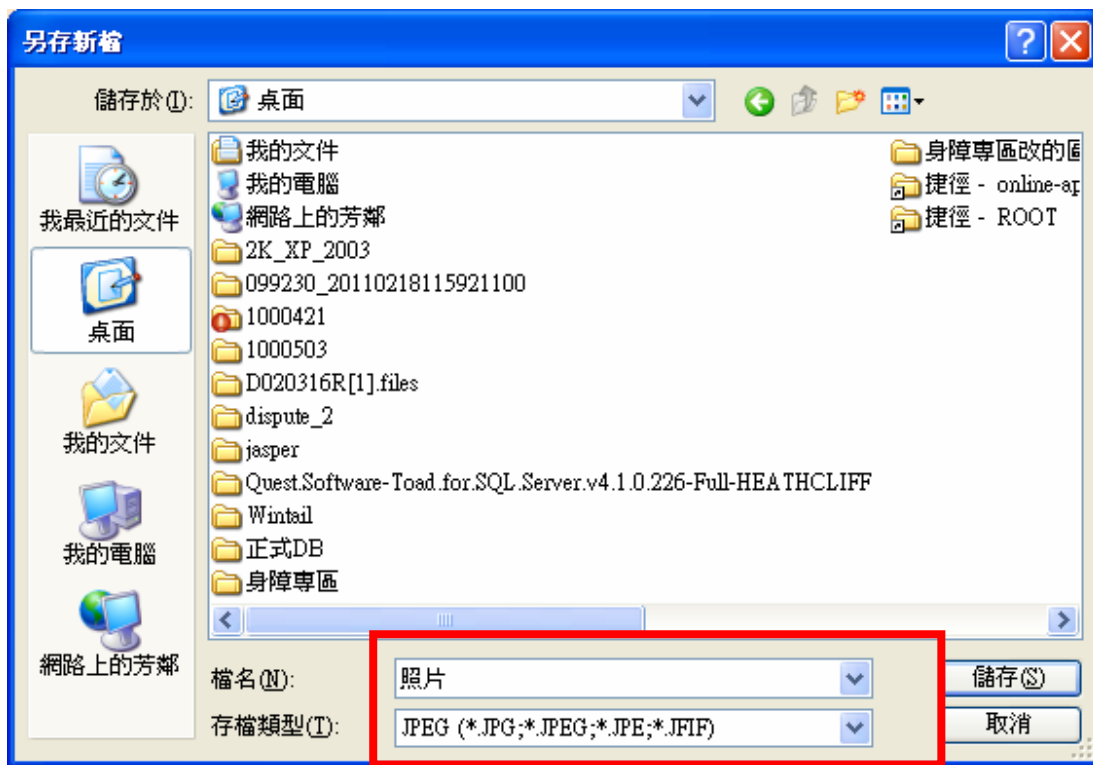 另存新檔
儲存於(I):
桌面
我最近的文件
桌面
我的文件
我的電腦
網路上的芳鄰
我的文件
我的電腦
網路上的芳鄰
2K_XP_2003
099230_20110218115921100
1000421
1000503
D020316R[1].files
dispute_2
jasper
Quest.Software-Toad.for.SQL.Server.v4.1.0.226-Full-HEATHCLIFF
Wintail
正式DB
身障專區
身障專區改的
捷徑 - online-ap
捷徑 - ROOT
檔名(N):
照片
儲存(S)
存檔類型(T):
JPEG (*.JPG;*.JPEG;*.JPE;*.JFIF)
取消